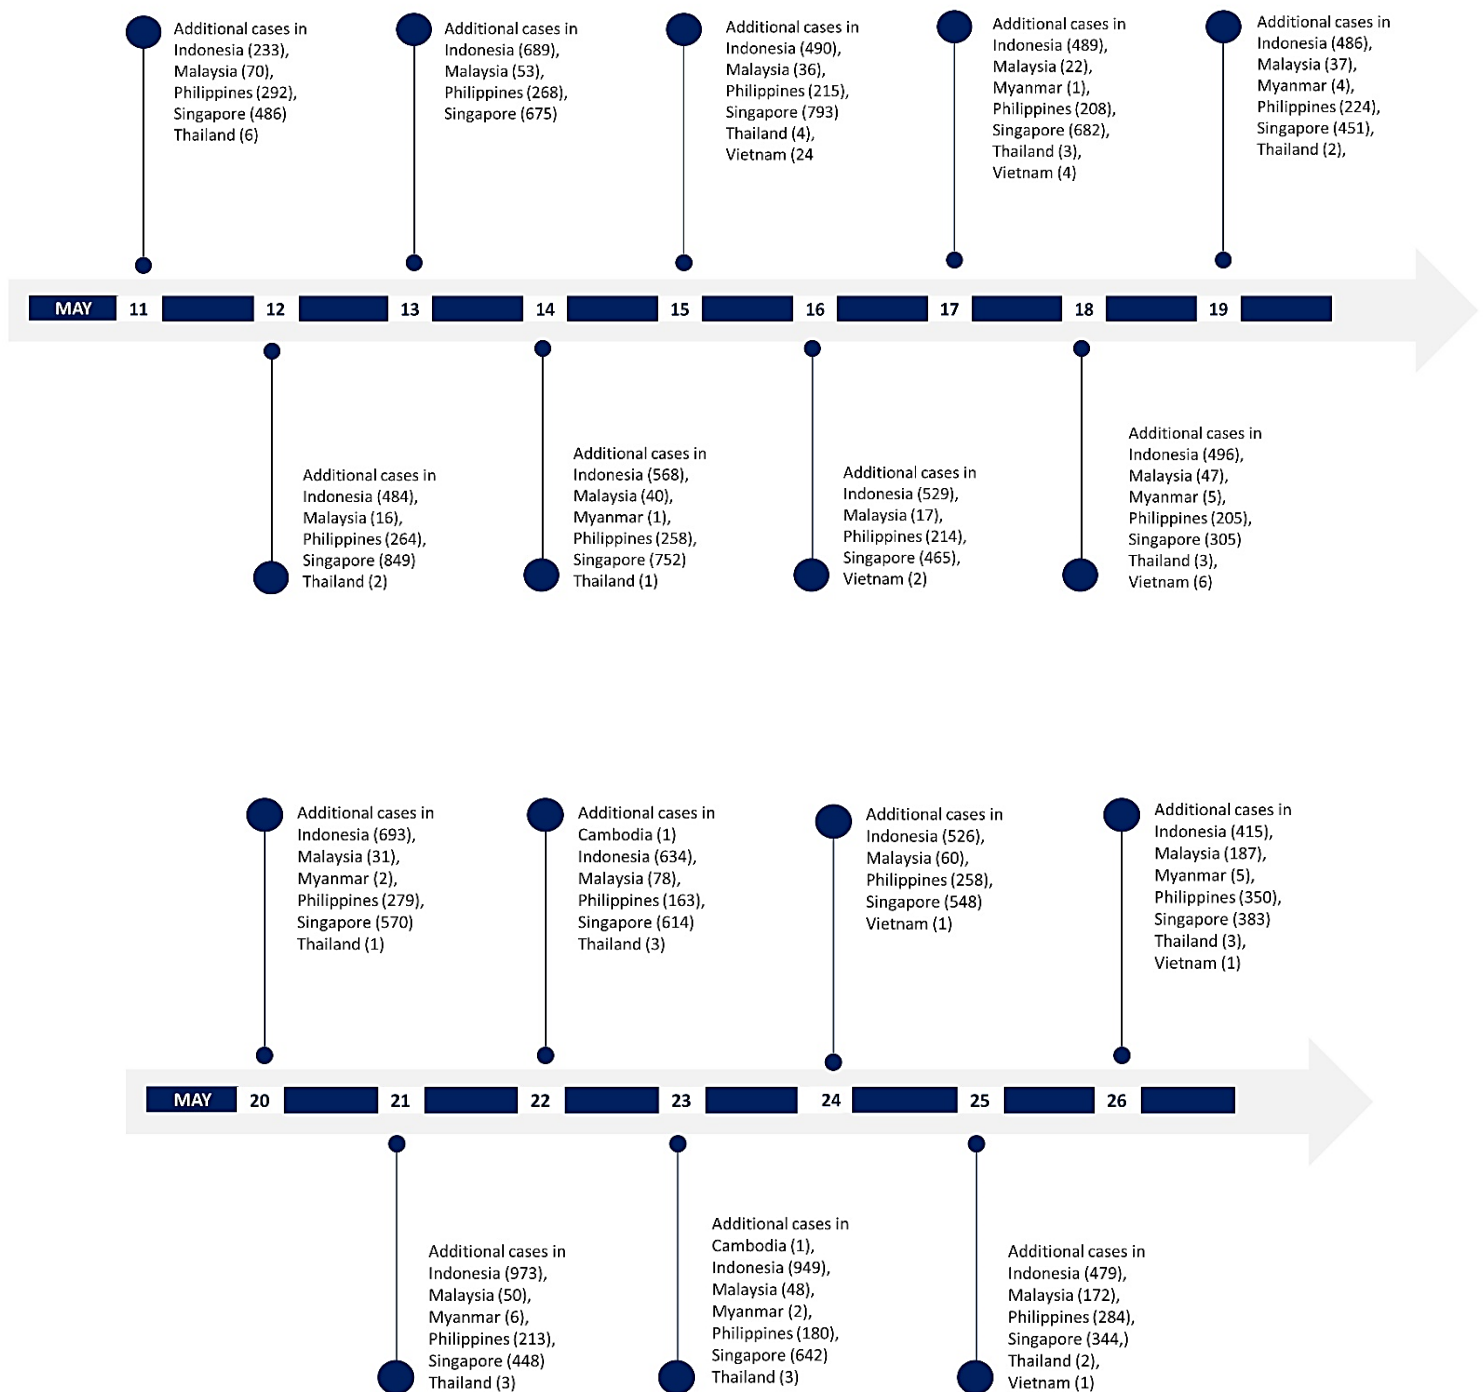 Additional cases in
Indonesia (233),
Malaysia (70),
Philippines (292),
Singapore (486)
Thailand (6)
Additional cases in
Indonesia (689),
Malaysia (53),
Philippines (268),
Singapore (675)
Additional cases in
Indonesia (490),
Malaysia (36),
Philippines (215),
Singapore (793)
Thailand (4),
Vietnam (24
Additional cases in
Indonesia (489),
Malaysia (22),
Myanmar (1),
Philippines (208),
Singapore (682),
Thailand (3),
Vietnam (4)
Additional cases in
Indonesia (486),
Malaysia (37),
Myanmar (4),
Philippines (224),
Singapore (451),
Thailand (2),
MAY 11 12 13 14 15 16 17 18 19
Additional cases in
Indonesia (484),
Malaysia (16),
Philippines (264),
Singapore (849)
Thailand (2)
Additional cases in
Indonesia (568),
Malaysia (40),
Myanmar (1),
Philippines (258),
Singapore (752)
Thailand (1)
Additional cases in
Indonesia (529),
Malaysia (17),
Philippines (214),
Singapore (465),
Vietnam (2)
Additional cases in
Indonesia (496),
Malaysia (47),
Myanmar (5),
Philippines (205),
Singapore (305)
Thailand (3),
Vietnam (6)
Additional cases in
Indonesia (693),
Malaysia (31),
Myanmar (2),
Philippines (279),
Singapore (570)
Thailand (1)
Additional cases in
Cambodia (1)
Indonesia (634),
Malaysia (78),
Philippines (163),
Singapore (614)
Thailand (3)
Additional cases in
Indonesia (526),
Malaysia (60),
Philippines (258),
Singapore (548)
Vietnam (1)
Additional cases in
Indonesia (415),
Malaysia (187),
Myanmar (5),
Philippines (350),
Singapore (383)
Thailand (3),
Vietnam (1)
MAY 20 21 22 23 24 25 26
Additional cases in
Indonesia (973),
Malaysia (50),
Myanmar (6),
Philippines (213),
Singapore (448)
Thailand (3)
Additional cases in
Cambodia (1),
Indonesia (949),
Malaysia (48),
Myanmar (2),
Philippines (180),
Singapore (642)
Thailand (3)
Additional cases in
Indonesia (479),
Malaysia (172),
Philippines (284),
Singapore (344,)
Thailand (2),
Vietnam (1)